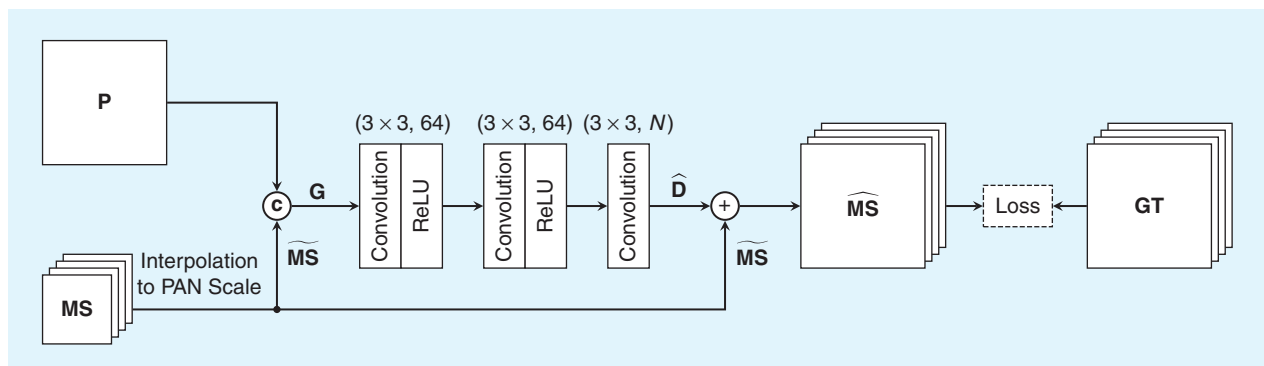 P
(3 × 3, 64) (3 × 3, 64) (3 × 3, N)
Convolution
ReLU
Convolution
ReLU
Convolution
C
G
D̂
+
M͠S
Interpolation
to PAN Scale
MS
M͠S
M̂S
Loss
GT